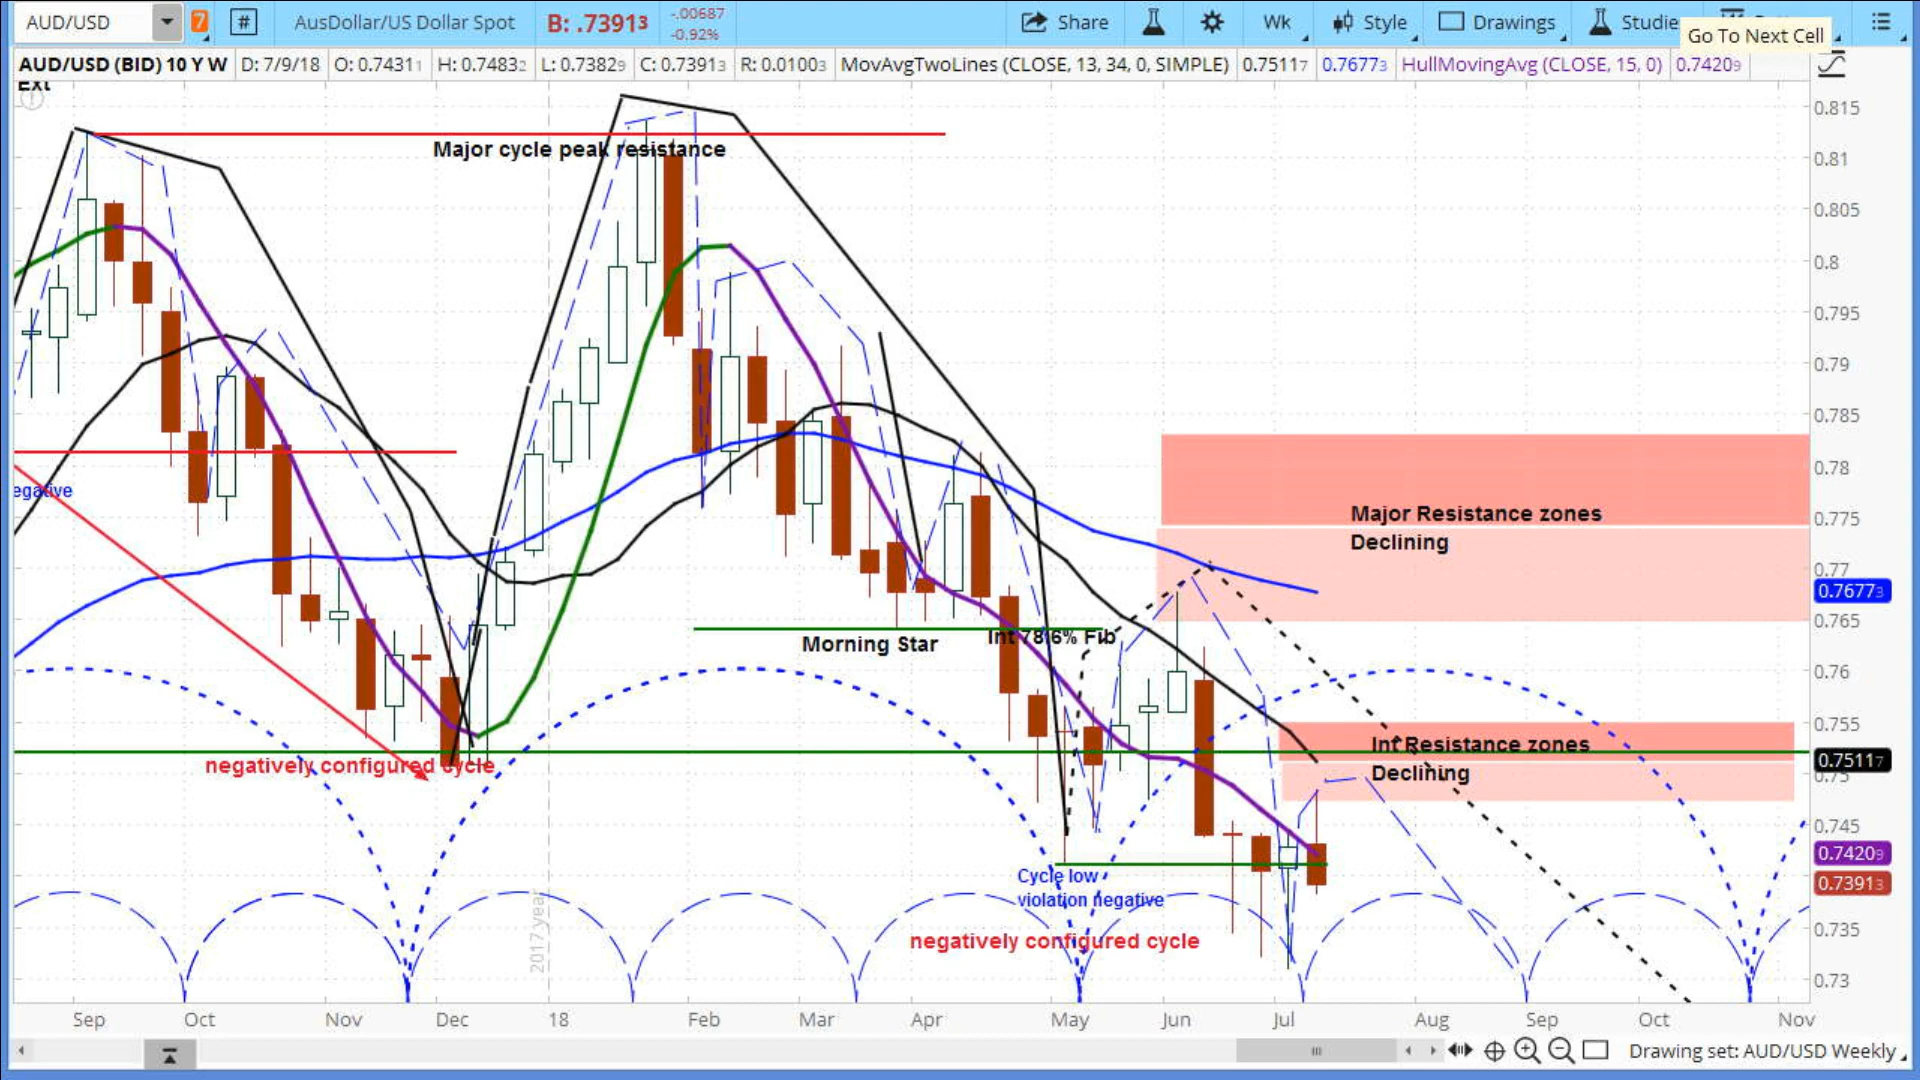 AUD/USD 7 # AusDollar/US Dollar Spot B: .73913 -.00687
-0.92%
Share Wk Style Drawings Studie
Go To Next Cell
AUD/USD (BID) 10 Y W D: 7/9/18 O: 0.74311 H: 0.74832 L: 0.73829 C: 0.73913 R: 0.01003 MovAvgTwoLines (CLOSE, 13, 34, 0, SIMPLE) 0.75117 0.76773 HullMovingAvg (CLOSE, 15, 0) 0.74209
Ext
0.815
Major cycle peak resistance
0.81
0.805
0.8
0.795
0.79
0.785
0.78
egative
Major Resistance zones
0.775
Declining
0.77
0.76773
0.765
Int 78.6% Fib
Morning Star
0.76
0.755
Int Resistance zones
0.75117
negatively configured cycle
Declining
0.75
0.745
0.74209
Cycle low
0.73913
violation negative
2017 year
negatively configured cycle
0.735
0.73
Sep Oct Nov Dec 18 Feb Mar Apr May Jun Jul Aug Sep Oct Nov
Drawing set: AUD/USD Weekly